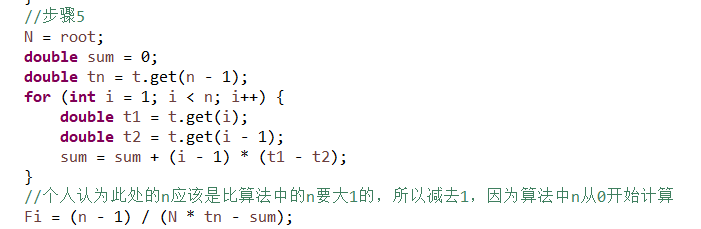 }
//步骤5
N = root;
double sum = 0;
double tn = t.get(n - 1);
for (int i = 1; i < n; i++) {
    double t1 = t.get(i);
    double t2 = t.get(i - 1);
    sum = sum + (i - 1) * (t1 - t2);
}
//个人认为此处的n应该是比算法中的n要大1的，所以减去1，因为算法中n从0开始计算
Fi = (n - 1) / (N * tn - sum);